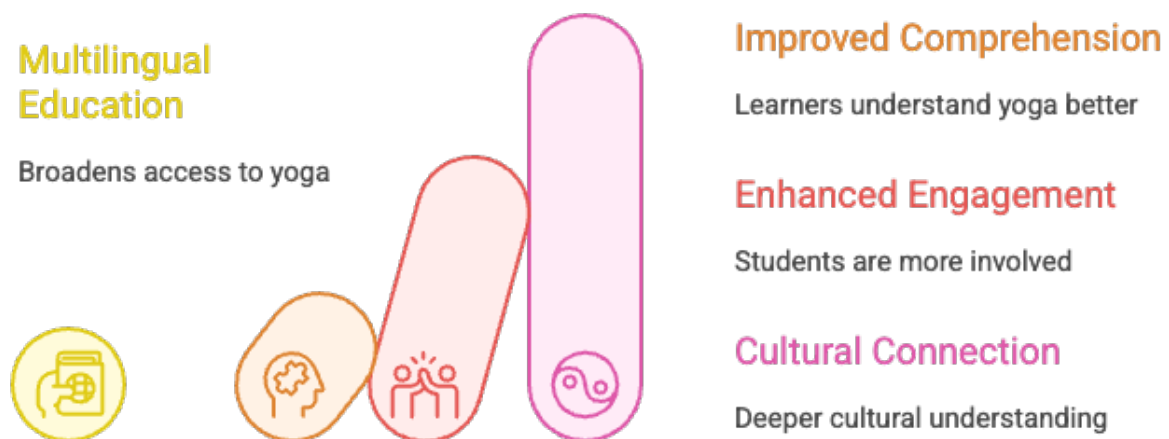 Multilingual
Education
Broadens access to yoga
Improved Comprehension
Learners understand yoga better
Enhanced Engagement
Students are more involved
Cultural Connection
Deeper cultural understanding